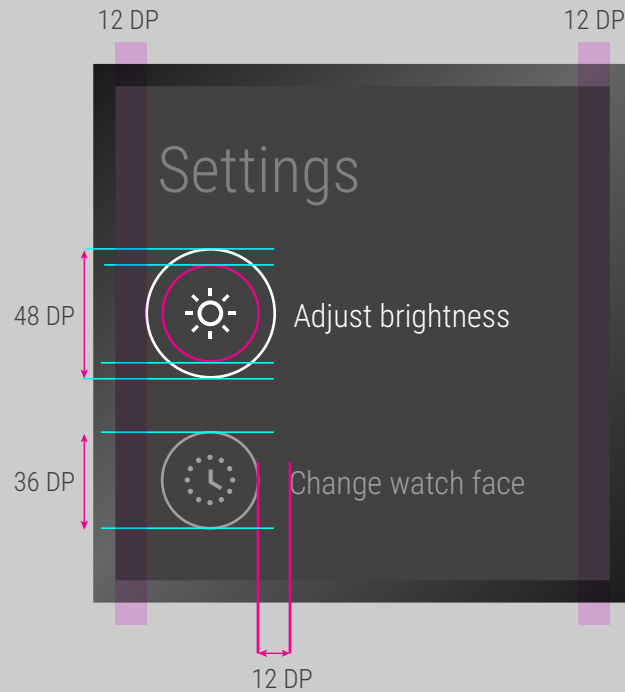 12 DP
12 DP
Settings
48 DP
Adjust brightness
36 DP
Change watch face
12 DP